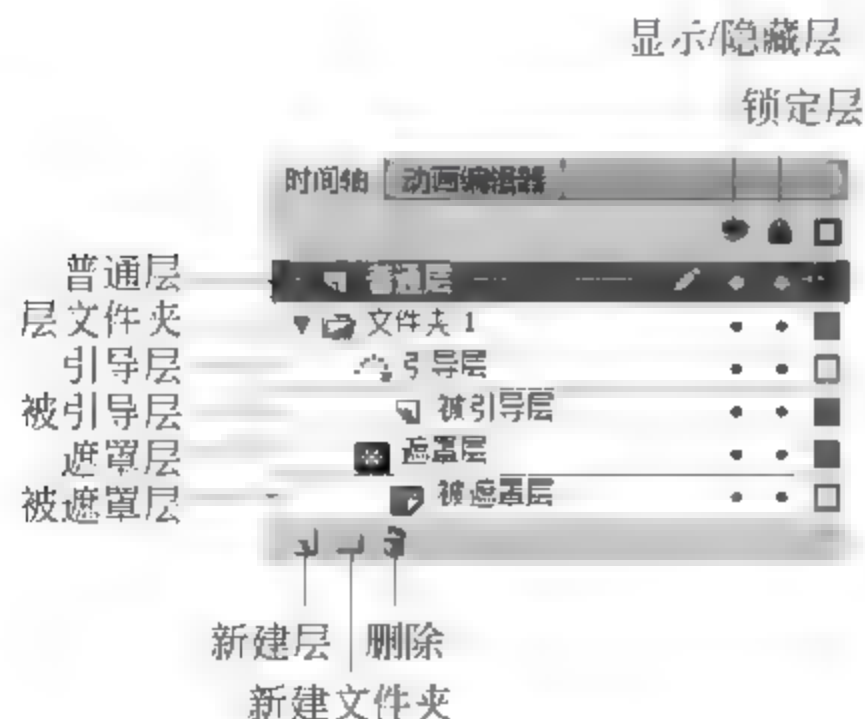 显示/隐藏层
锁定层
时间轴 动画编辑器
普通层 普通层
层文件夹 文件夹 1
引导层 引导层
被引导层 被引导层
遮罩层 遮罩层
被遮罩层 被遮罩层
新建层 删除
新建文件夹